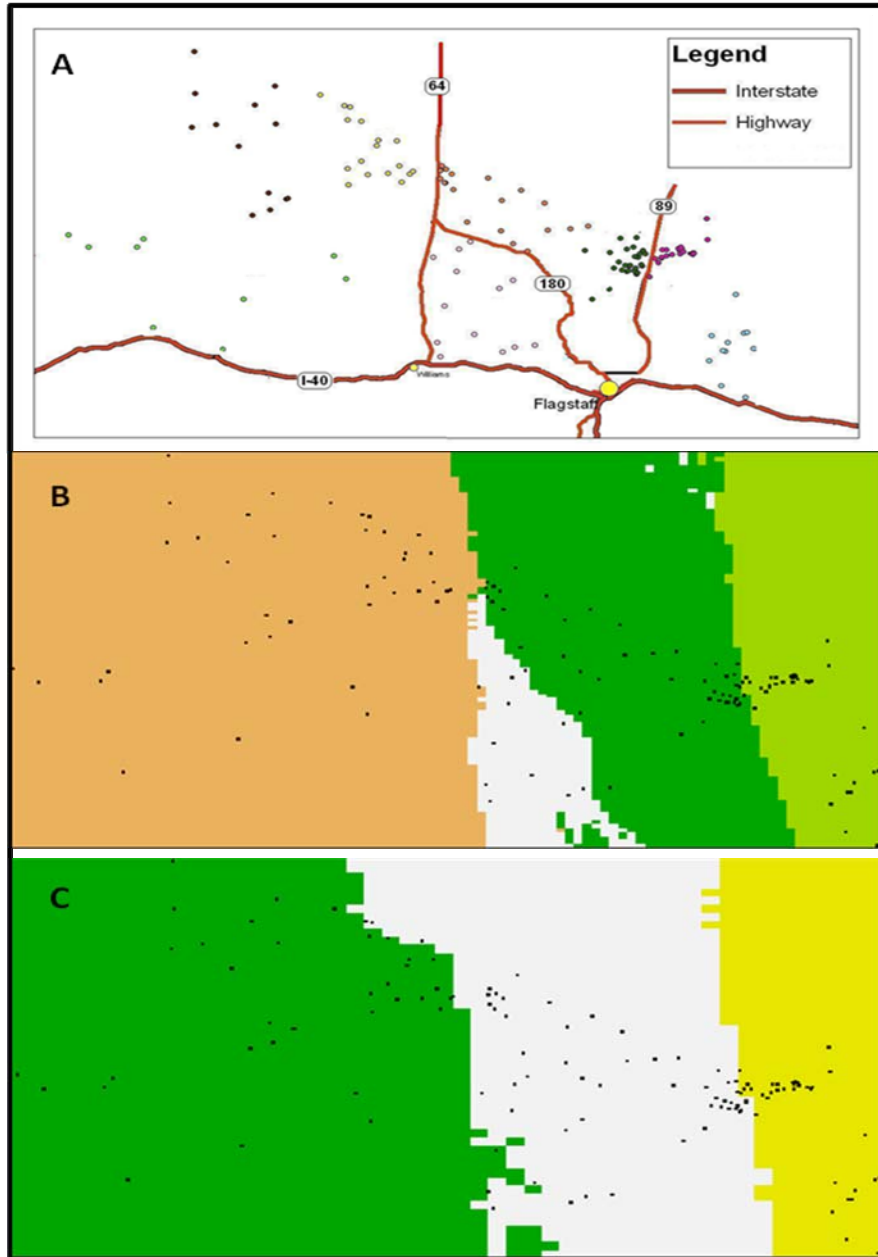 A
Legend
Interstate
Highway
64
89
180
I-40
Williams
Flagstaff
B
C